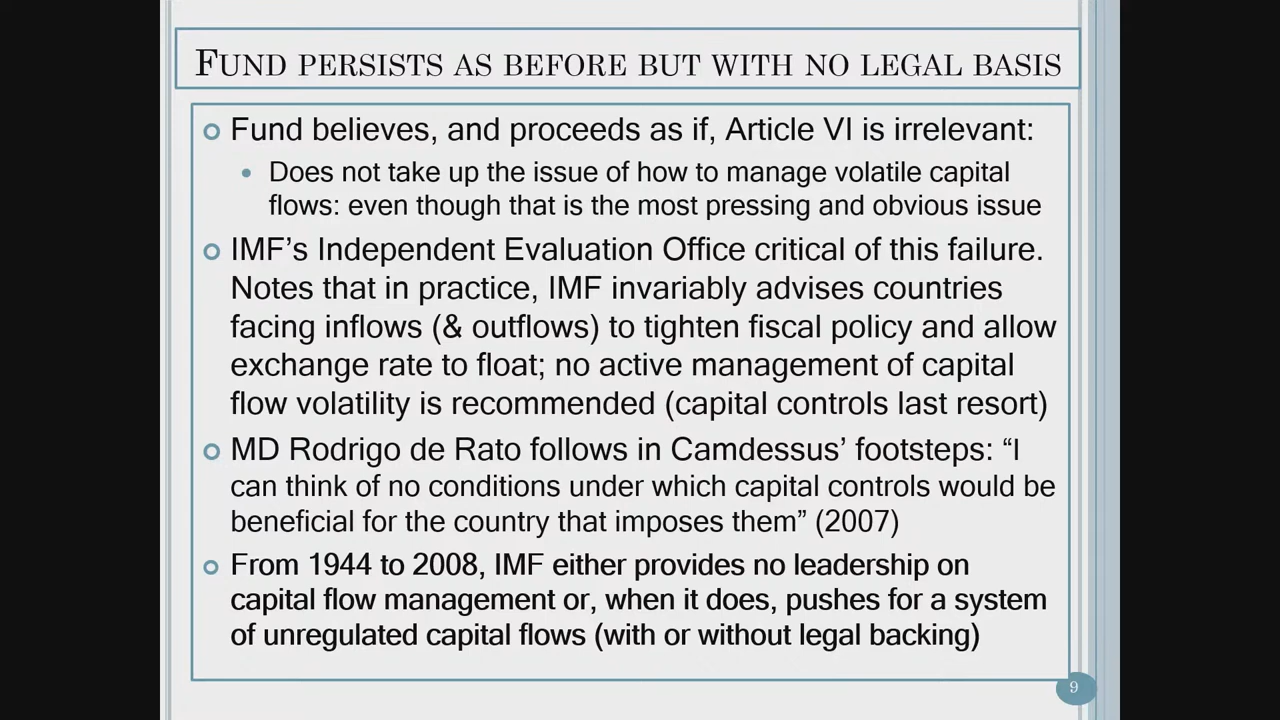 FUND PERSISTS AS BEFORE BUT WITH NO LEGAL BASIS
Fund believes, and proceeds as if, Article VI is irrelevant:
Does not take up the issue of how to manage volatile capital
flows: even though that is the most pressing and obvious issue
IMF’s Independent Evaluation Office critical of this failure.
Notes that in practice, IMF invariably advises countries
facing inflows (& outflows) to tighten fiscal policy and allow
exchange rate to float; no active management of capital
flow volatility is recommended (capital controls last resort)
MD Rodrigo de Rato follows in Camdessus’ footsteps: “I
can think of no conditions under which capital controls would be
beneficial for the country that imposes them” (2007)
From 1944 to 2008, IMF either provides no leadership on
capital flow management or, when it does, pushes for a system
of unregulated capital flows (with or without legal backing)
9